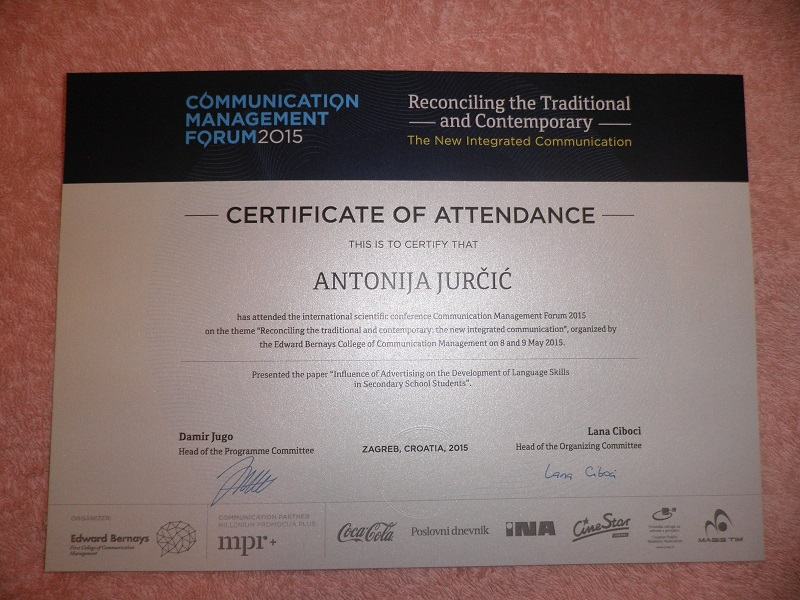 COMMUNICATION
MANAGEMENT
FORUM2015
Reconciling the Traditional
and Contemporary
The New Integrated Communication
CERTIFICATE OF ATTENDANCE
THIS IS TO CERTIFY THAT
ANTONIJA JURČIĆ
has attended the international scientific conference Communication Management Forum 2015
on the theme "Reconciling the traditional and contemporary: the new integrated communication", organized by
the Edward Bernays College of Communication Management on 8 and 9 May 2015.
Presented the paper "Influence of Advertising on the Development of Language Skills
in Secondary School Students".
Damir Jugo
Head of the Programme Committee
ZAGREB, CROATIA, 2015
Lana Ciboci
Head of the Organizing Committee
Lana Ciboci
ORGANIZER:
Edward Bernays
First College of Communication
Management
COMMUNICATION PARTNER
MILLENIUM PROMOCIJA PLUS
mpr+
Coca-Cola
Poslovni dnevnik
INA
CineStar
MAGIS TIM